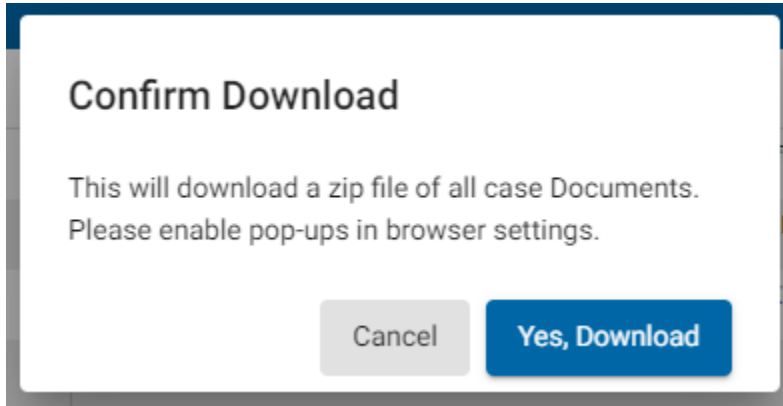 Confirm Download
This will download a zip file of all case Documents.
Please enable pop-ups in browser settings.
Cancel
Yes, Download